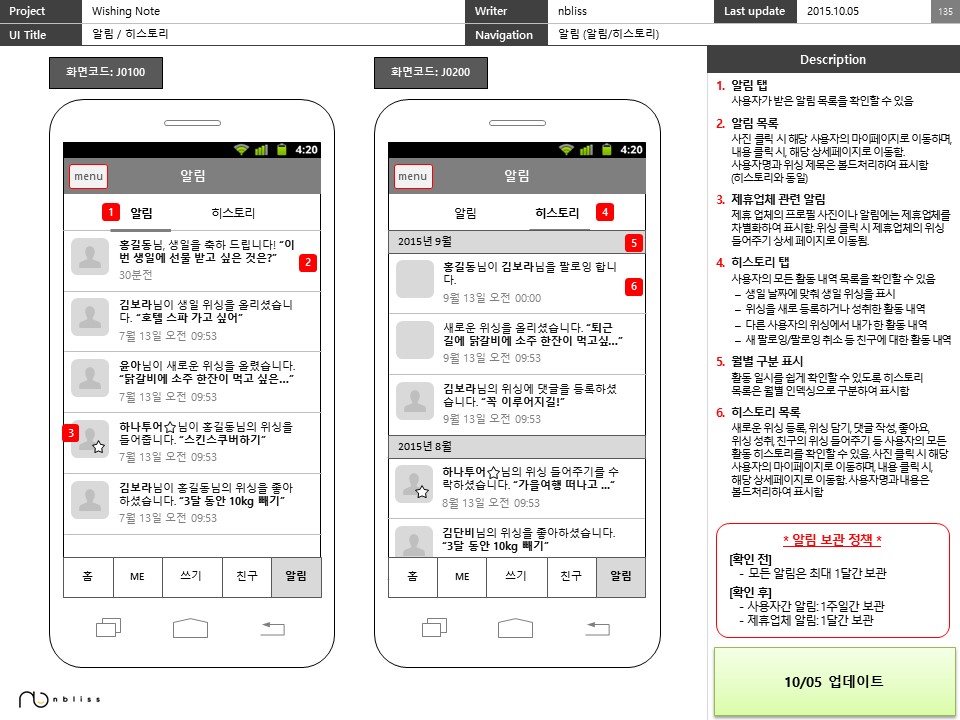 Project Wishing Note Writer nbliss Last update 2015.10.05 135
UI Title 알림 / 히스토리 Navigation 알림 (알림/히스토리)
화면코드: J0100
4:20
menu 알림
1 알림 히스토리
홍길동님, 생일을 축하 드립니다! “이
번 생일에 선물 받고 싶은 것은?”
2
30분전
김보라님이 생일 위싱을 올리셨습니
다. “호텔 스파 가고 싶어”
7월 13일 오전 09:53
윤아님이 새로운 위싱을 올렸습니다.
“닭갈비에 소주 한잔이 먹고 싶은...”
7월 13일 오전 09:53
3
하나투어☆님이 홍길동님의 위싱을
들어줍니다. “스킨스쿠버하기”
7월 13일 오전 09:53
김보라님이 홍길동님의 위싱을 좋아
하셨습니다. “3달 동안 10kg 빼기”
7월 13일 오전 09:53
홈 ME 쓰기 친구 알림
화면코드: J0200
4:20
menu 알림
알림 히스토리 4
2015년 9월 5
홍길동님이 김보라님을 팔로잉 합니
다.
6
9월 13일 오전 00:00
새로운 위싱을 올리셨습니다. “퇴근
길에 닭갈비에 소주 한잔이 먹고싶...”
9월 13일 오전 09:53
김보라님의 위싱에 댓글을 등록하셨
습니다. “꼭 이루어지길!”
9월 13일 오전 09:53
2015년 8월
하나투어☆님의 위싱 들어주기를 수
락하셨습니다. “가을여행 떠나고 ...”
8월 13일 오전 09:53
김단비님의 위싱을 좋아하셨습니다.
“3달 동안 10kg 빼기”
홈 ME 쓰기 친구 알림
Description
1. 알림 탭
사용자가 받은 알림 목록을 확인할 수 있음
2. 알림 목록
사진 클릭 시 해당 사용자의 마이페이지로 이동하며,
내용 클릭 시, 해당 상세페이지로 이동함.
사용자명과 위싱 제목은 볼드처리하여 표시함
(히스토리와 동일)
3. 제휴업체 관련 알림
제휴 업체의 프로필 사진이나 알림에는 제휴업체를
차별화하여 표시함. 위싱 클릭 시 제휴업체의 위싱
들어주기 상세 페이지로 이동됨.
4. 히스토리 탭
사용자의 모든 활동 내역 목록을 확인할 수 있음
– 생일 날짜에 맞춰 생일 위싱을 표시
– 위싱을 새로 등록하거나 성취한 활동 내역
– 다른 사용자의 위싱에서 내가 한 활동 내역
– 새 팔로잉/팔로잉 취소 등 친구에 대한 활동 내역
5. 월별 구분 표시
활동 일시를 쉽게 확인할 수 있도록 히스토리
목록은 월별 인덱싱으로 구분하여 표시함
6. 히스토리 목록
새로운 위싱 등록, 위싱 담기, 댓글 작성, 좋아요,
위싱 성취, 친구의 위싱 들어주기 등 사용자의 모든
활동 히스토리를 확인할 수 있음. 사진 클릭 시 해당
사용자의 마이페이지로 이동하며, 내용 클릭 시,
해당 상세페이지로 이동함. 사용자명과 내용은
볼드처리하여 표시함
* 알림 보관 정책 *
[확인 전]
- 모든 알림은 최대 1달간 보관
[확인 후]
- 사용자간 알림: 1주일간 보관
- 제휴업체 알림: 1달간 보관
10/05 업데이트
nbliss